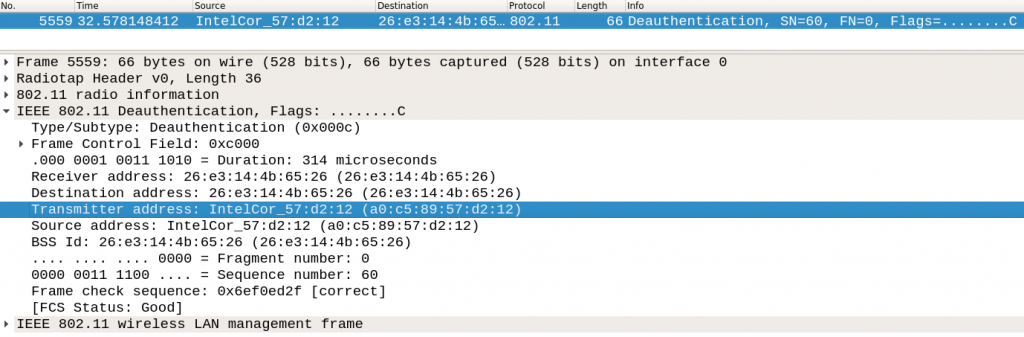 No. Time Source Destination Protocol Length Info
5559 32.578148412 IntelCor_57:d2:12 26:e3:14:4b:65… 802.11 66 Deauthentication, SN=60, FN=0, Flags=........C
Frame 5559: 66 bytes on wire (528 bits), 66 bytes captured (528 bits) on interface 0
Radiotap Header v0, Length 36
802.11 radio information
IEEE 802.11 Deauthentication, Flags: ........C
Type/Subtype: Deauthentication (0x000c)
Frame Control Field: 0xc000
.000 0001 0011 1010 = Duration: 314 microseconds
Receiver address: 26:e3:14:4b:65:26 (26:e3:14:4b:65:26)
Destination address: 26:e3:14:4b:65:26 (26:e3:14:4b:65:26)
Transmitter address: IntelCor_57:d2:12 (a0:c5:89:57:d2:12)
Source address: IntelCor_57:d2:12 (a0:c5:89:57:d2:12)
BSS Id: 26:e3:14:4b:65:26 (26:e3:14:4b:65:26)
.... .... .... 0000 = Fragment number: 0
0000 0011 1100 .... = Sequence number: 60
Frame check sequence: 0x6ef0ed2f [correct]
[FCS Status: Good]
IEEE 802.11 wireless LAN management frame